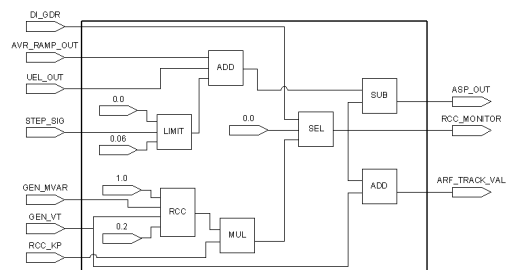 DI_GDR
AVR_RAMP_OUT
UEL_OUT
ADD
0.0
STEP_SIG
LIMIT
0.06
0.0
SEL
SUB
ASP_OUT
RCC_MONITOR
GEN_MVAR
1.0
GEN_VT
RCC
0.2
MUL
RCC_KP
ADD
ARF_TRACK_VAL